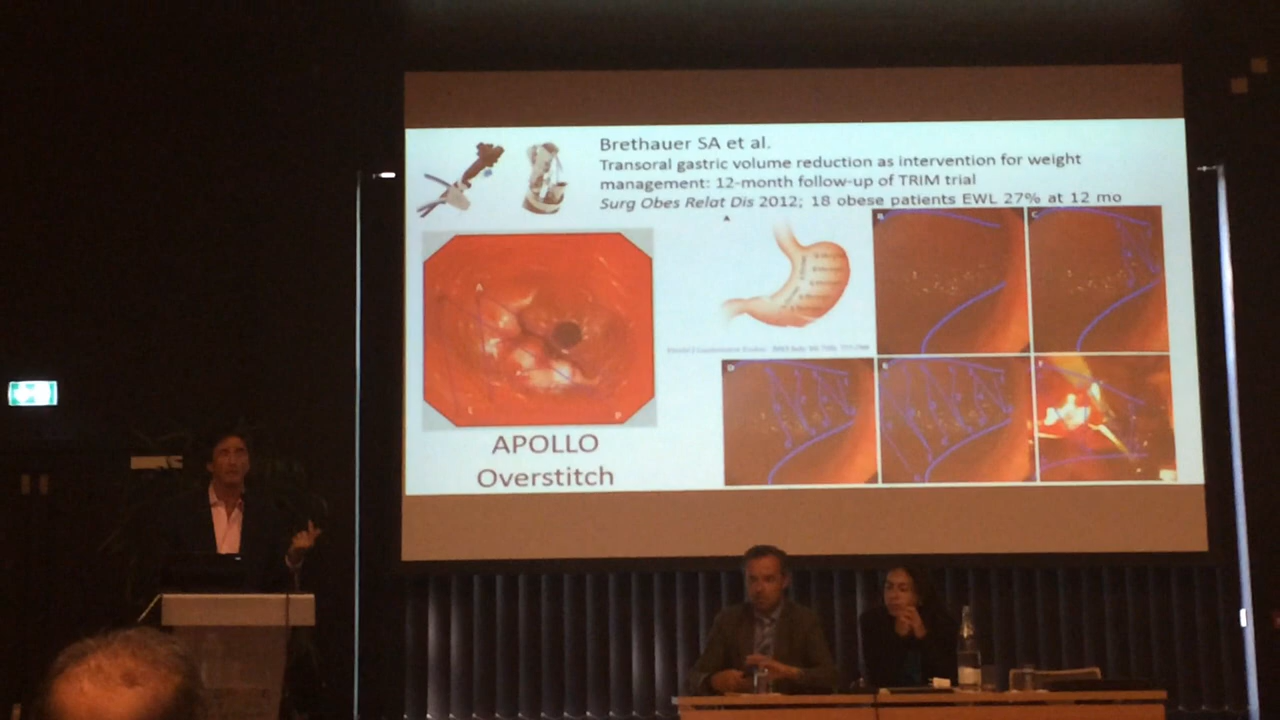 Brethauer SA et al.
Transoral gastric volume reduction as intervention for weight
management: 12-month follow-up of TRIM trial
Surg Obes Relat Dis 2012; 18 obese patients EWL 27% at 12 mo
A
B
C
A
P
D
E
F
APOLLO
Overstitch